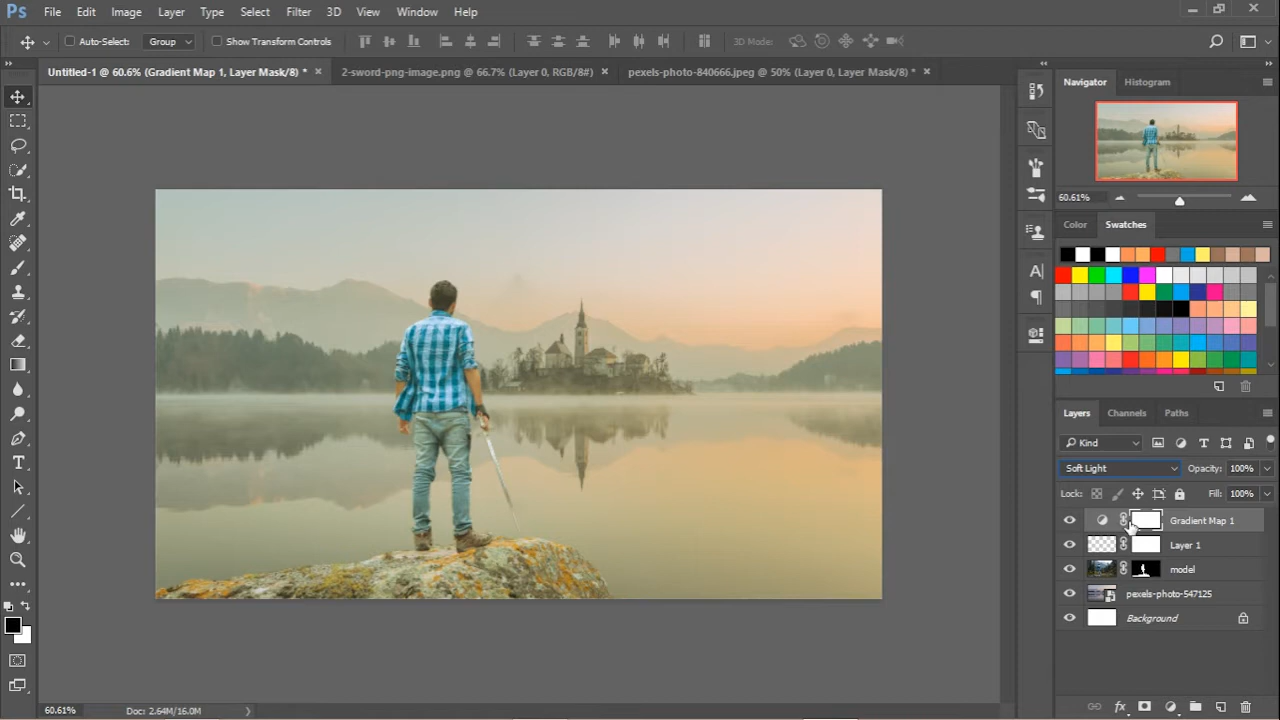 Ps File Edit Image Layer Type Select Filter 3D View Window Help
Auto-Select: Group Show Transform Controls 3D Mode:
Untitled-1 @ 60.6% (Gradient Map 1, Layer Mask/8) * × 2-sword-png-image.png @ 66.7% (Layer 0, RGB/8#) × pexels-photo-840666.jpeg @ 50% (Layer 0, Layer Mask/8) * ×
Navigator Histogram
60.61%
Color Swatches
Layers Channels Paths
Kind
Soft Light Opacity: 100%
Lock: Fill: 100%
Gradient Map 1
Layer 1
model
pexels-photo-547125
Background
60.61% Doc: 2.64M/16.0M